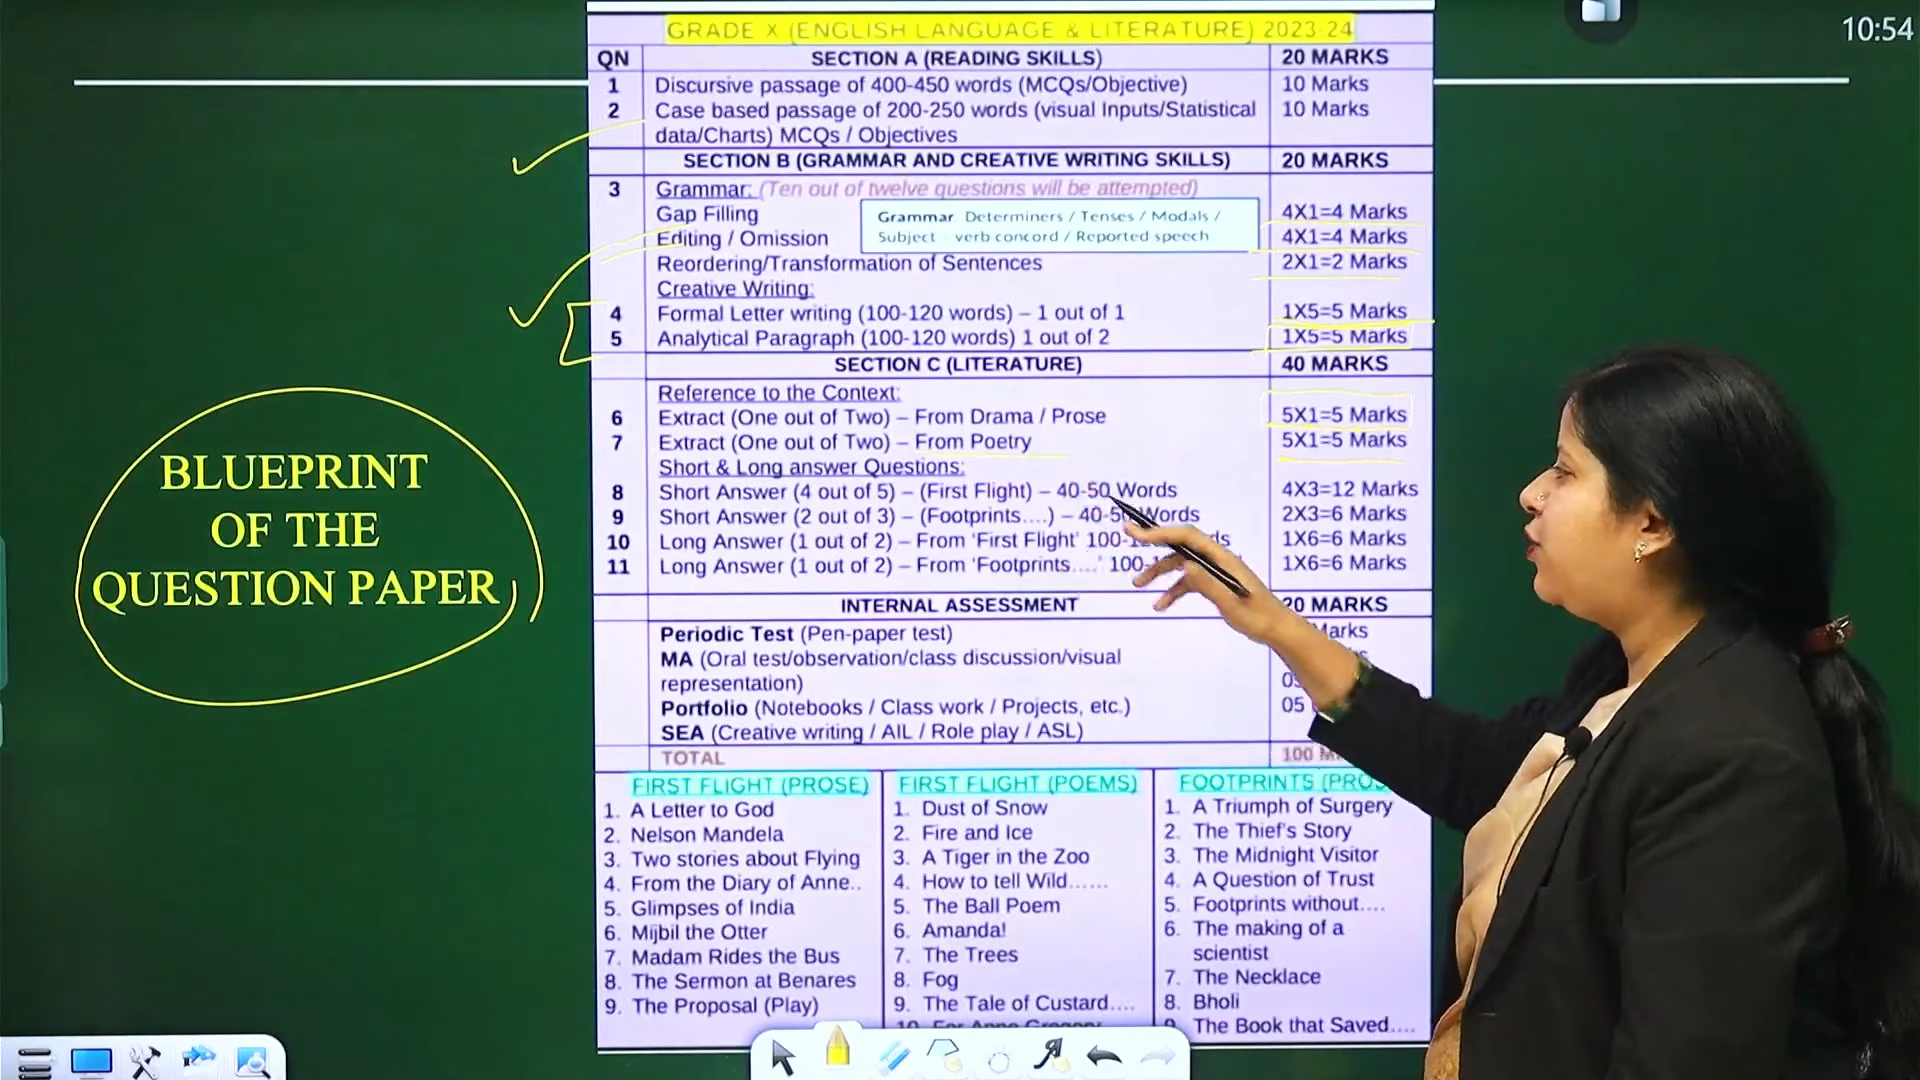 10:54
GRADE X (ENGLISH LANGUAGE & LITERATURE) 2023-24
QN SECTION A (READING SKILLS) 20 MARKS
1 Discursive passage of 400-450 words (MCQs/Objective) 10 Marks
2 Case based passage of 200-250 words (visual Inputs/Statistical 10 Marks
data/Charts) MCQs / Objectives
SECTION B (GRAMMAR AND CREATIVE WRITING SKILLS) 20 MARKS
3 Grammar: (Ten out of twelve questions will be attempted)
Gap Filling 4X1=4 Marks
Grammar Determiners / Tenses / Modals /
Subject - verb concord / Reported speech
Editing / Omission 4X1=4 Marks
Reordering/Transformation of Sentences 2X1=2 Marks
Creative Writing:
4 Formal Letter writing (100-120 words) – 1 out of 1 1X5=5 Marks
5 Analytical Paragraph (100-120 words) 1 out of 2 1X5=5 Marks
SECTION C (LITERATURE) 40 MARKS
Reference to the Context:
6 Extract (One out of Two) – From Drama / Prose 5X1=5 Marks
7 Extract (One out of Two) – From Poetry 5X1=5 Marks
Short & Long answer Questions:
8 Short Answer (4 out of 5) – (First Flight) – 40-50 Words 4X3=12 Marks
9 Short Answer (2 out of 3) – (Footprints....) – 40-50 Words 2X3=6 Marks
10 Long Answer (1 out of 2) – From 'First Flight' 1X6=6 Marks
11 Long Answer (1 out of 2) – From 'Footprints....' 1X6=6 Marks
BLUEPRINT
OF THE
QUESTION PAPER
INTERNAL ASSESSMENT 20 MARKS
Periodic Test (Pen-paper test)
MA (Oral test/observation/class discussion/visual
representation)
Portfolio (Notebooks / Class work / Projects, etc.) 05
SEA (Creative writing / AIL / Role play / ASL)
TOTAL 100
FIRST FLIGHT (PROSE)
1. A Letter to God
2. Nelson Mandela
3. Two stories about Flying
4. From the Diary of Anne..
5. Glimpses of India
6. Mijbil the Otter
7. Madam Rides the Bus
8. The Sermon at Benares
9. The Proposal (Play)
FIRST FLIGHT (POEMS)
1. Dust of Snow
2. Fire and Ice
3. A Tiger in the Zoo
4. How to tell Wild......
5. The Ball Poem
6. Amanda!
7. The Trees
8. Fog
9. The Tale of Custard....
10. For Anne Gregory
FOOTPRINTS
1. A Triumph of Surgery
2. The Thief's Story
3. The Midnight Visitor
4. A Question of Trust
5. Footprints without....
6. The making of a
scientist
7. The Necklace
8. Bholi
9. The Book that Saved....